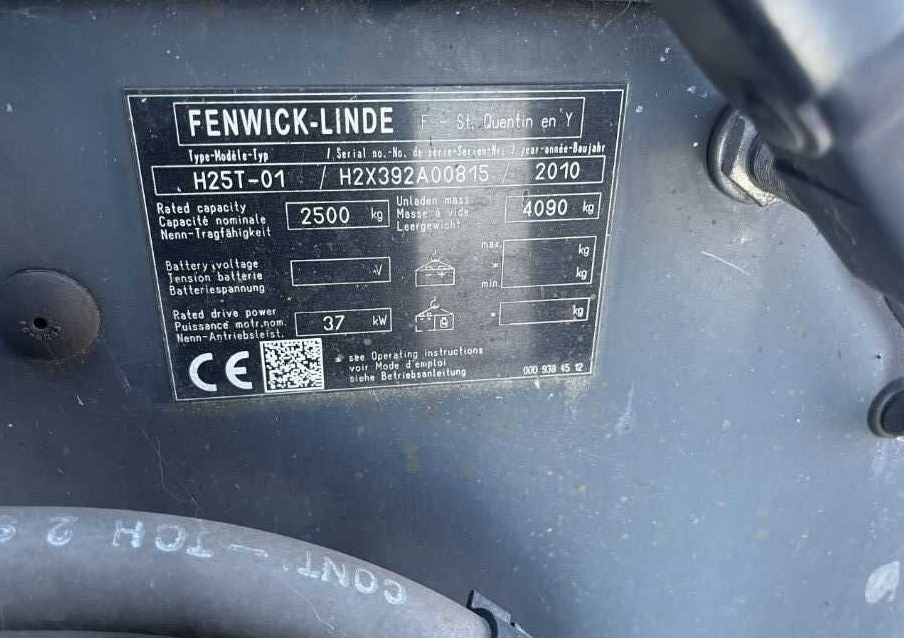 FENWICK-LINDE F - St. Quentin en Y
Type-Modèle-Typ / Serial no.-No. de série-Serien-Nr. / year-année-Baujahr
H25T-01 / H2X392A00815 / 2010
Rated capacity
Capacité nominale
Nenn-Tragfähigkeit
2500 kg
Unladen mass
Masse à vide
Leergewicht
4090 kg
Battery voltage
Tension batterie
Batteriespannung
V
max. kg
*
min. kg
Rated drive power
Puissance motr.nom.
Nenn-Antriebsleist.
37 kW
* kg
CE
* see Operating instructions
voir Mode d'emploi
siehe Betriebsanleitung
000 938 45 12
CONTI-TCH 2